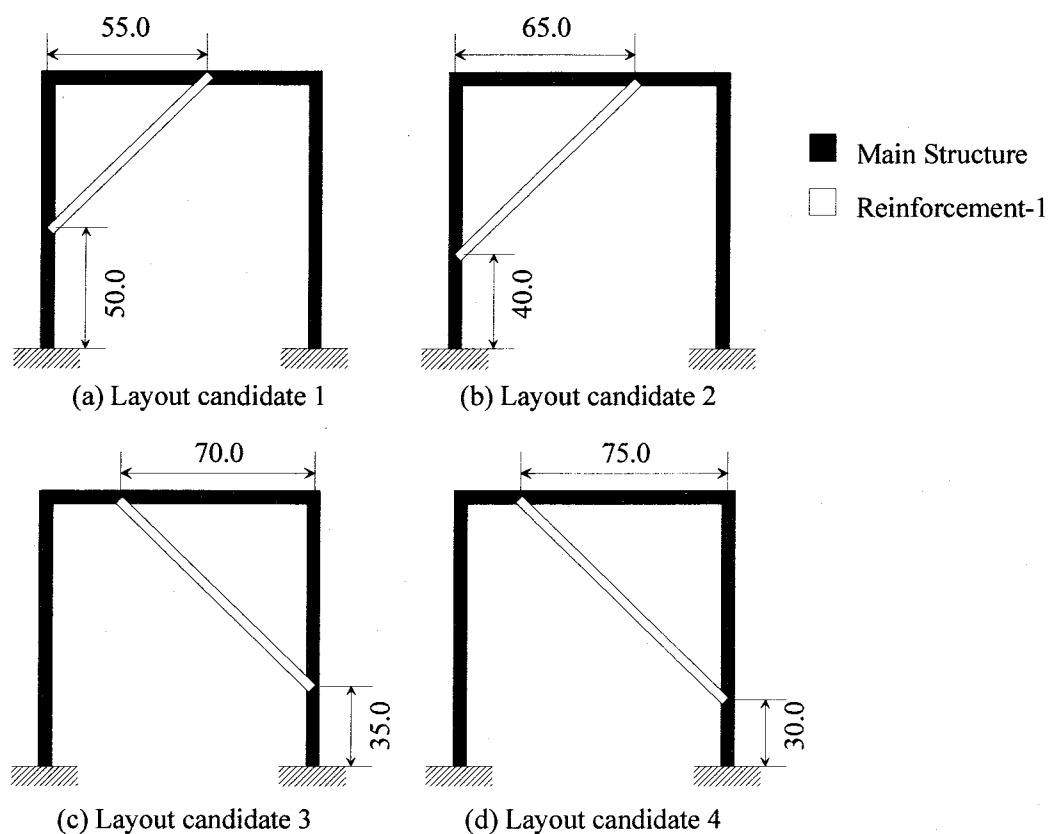 55.0
65.0
50.0
40.0
Main Structure
Reinforcement-1
(a) Layout candidate 1
(b) Layout candidate 2
70.0
75.0
35.0
30.0
(c) Layout candidate 3
(d) Layout candidate 4